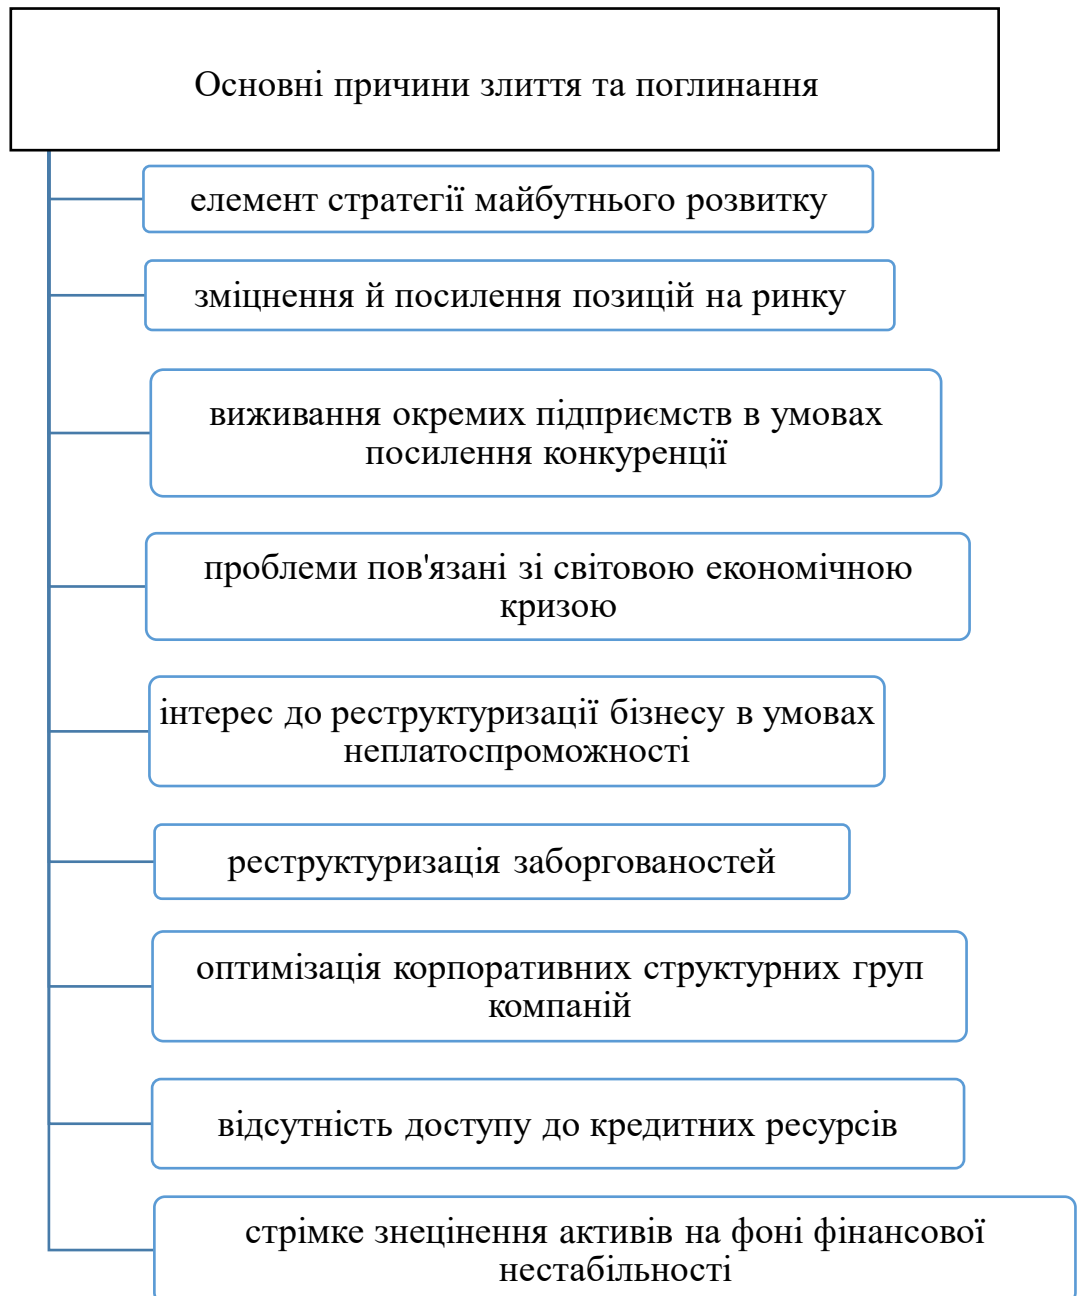 Основні причини злиття та поглинання
елемент стратегії майбутнього розвитку
зміцнення й посилення позицій на ринку
виживання окремих підприємств в умовах
посилення конкуренції
проблеми пов'язані зі світовою економічною
кризою
інтерес до реструктуризації бізнесу в умовах
неплатоспроможності
реструктуризація заборгованостей
оптимізація корпоративних структурних груп
компаній
відсутність доступу до кредитних ресурсів
стрімке знецінення активів на фоні фінансової
нестабільності